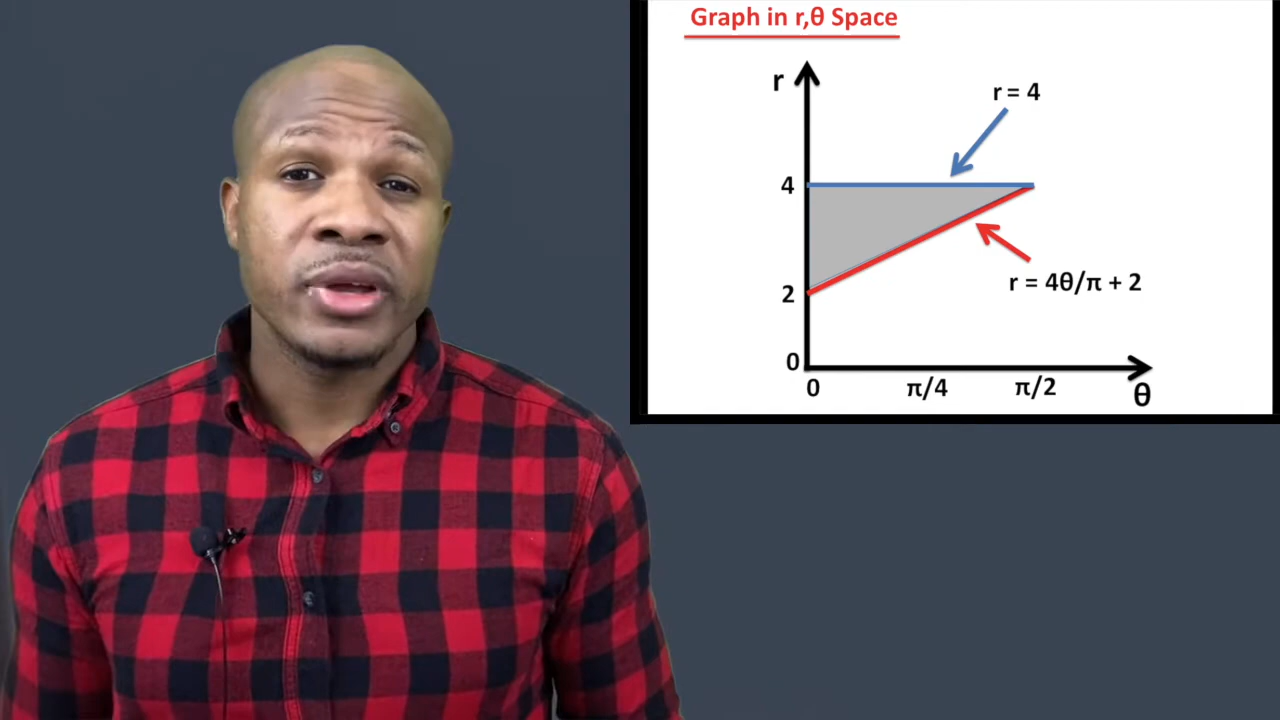 Graph in r,θ Space
r
r = 4
4
r = 4θ/π + 2
2
0
0
π/4
π/2
θ